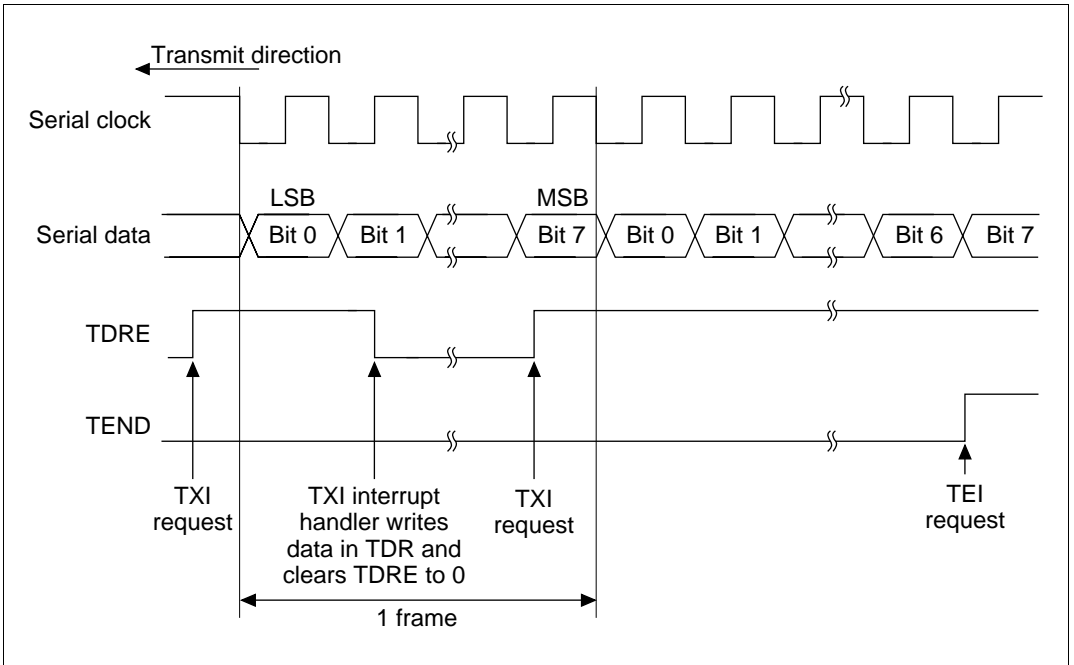 Transmit direction
Serial clock
LSB
MSB
Serial data
Bit 0
Bit 1
Bit 7
Bit 0
Bit 1
Bit 6
Bit 7
TDRE
TEND
TXI
request
TXI interrupt
handler writes
data in TDR and
clears TDRE to 0
TXI
request
TEI
request
1 frame